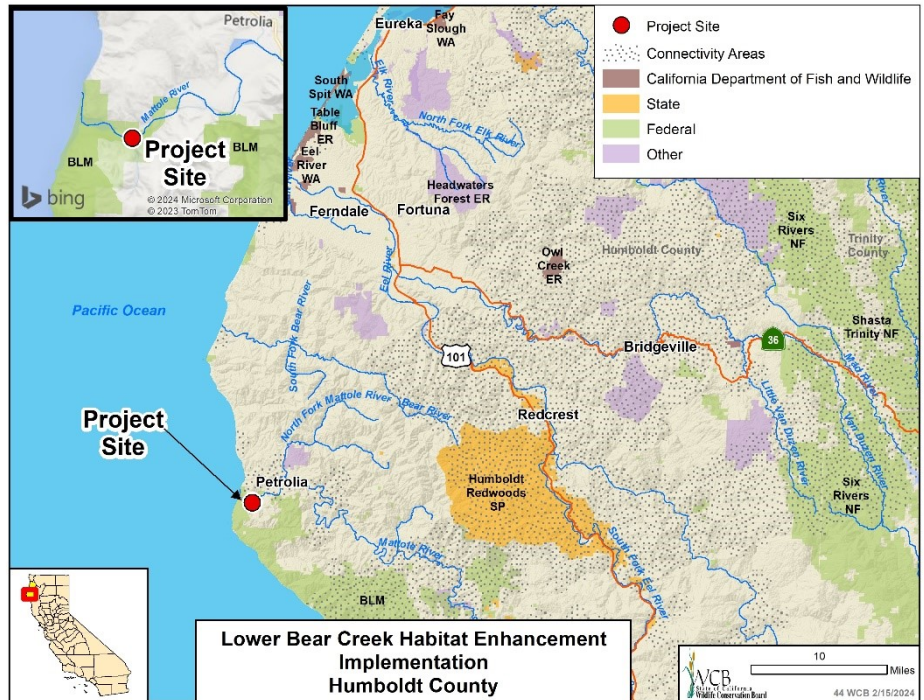 Petrolia
Mattole River
BLM
Project
Site
BLM
bing
© 2024 Microsoft Corporation
© 2023 TomTom
Project Site
Connectivity Areas
California Department of Fish and Wildlife
State
Federal
Other
Eureka
Fay
Slough
WA
South
Spit WA
Table
Bluff
ER
Eel
River
WA
Elk River
North Fork Elk River
Headwaters
Forest ER
Ferndale
Fortuna
Eel River
Owl
Creek
ER
Humboldt County
Six
Rivers
NF
Trinity
County
Shasta
Trinity NF
Pacific Ocean
South Fork Bear River
101
Bridgeville
36
Mad River
Little Van Duzen River
Van Duzen River
Redcrest
North Fork Mattole River
Bear River
Project
Site
Petrolia
Humboldt
Redwoods
SP
Six
Rivers
NF
Mattole River
South Fork Eel River
BLM
Lower Bear Creek Habitat Enhancement
Implementation
Humboldt County
WCB
State of California
Wildlife Conservation Board
10
Miles
44 WCB 2/15/2024